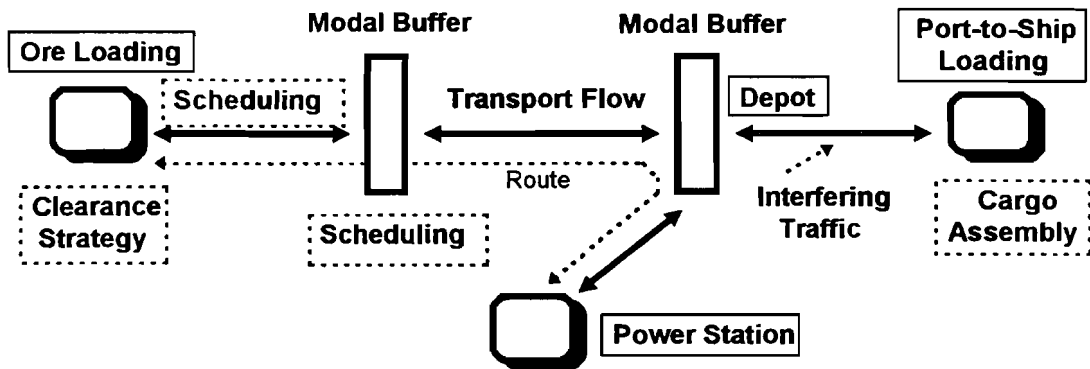 Modal Buffer
Modal Buffer
Port-to-Ship
Loading
Ore Loading
Scheduling
Transport Flow
Depot
Route
Clearance
Strategy
Scheduling
Interfering
Traffic
Cargo
Assembly
Power Station